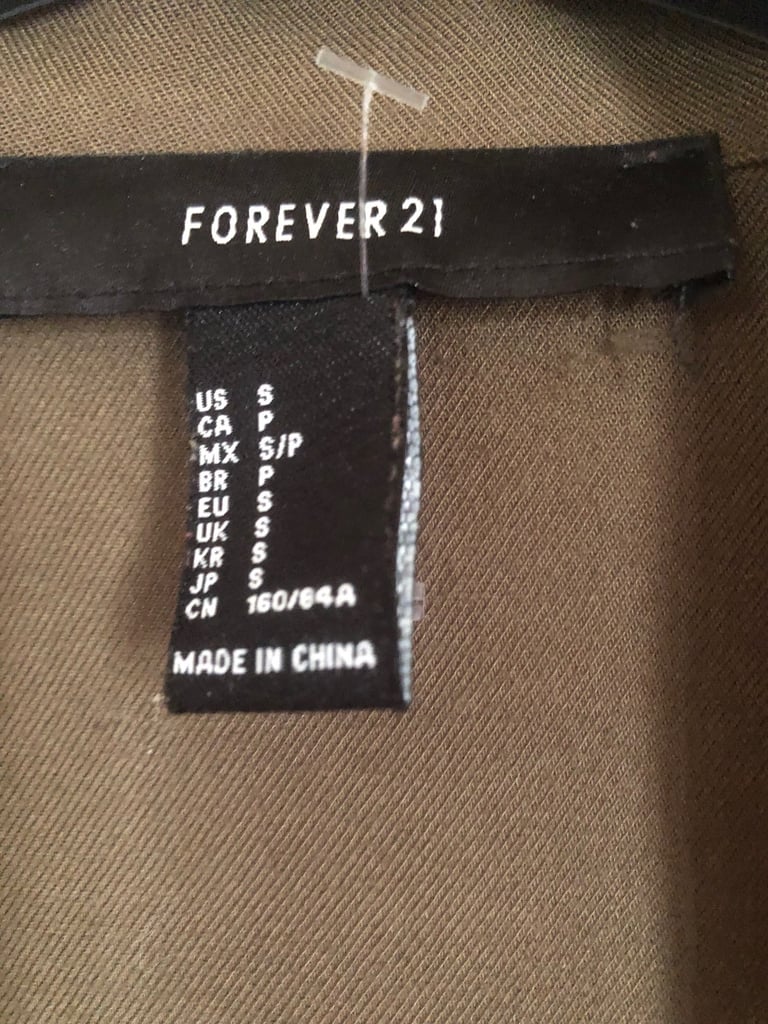 FOREVER 21
US S
CA P
MX S/P
BR P
EU S
UK S
KR S
JP S
CN 160/84A
MADE IN CHINA